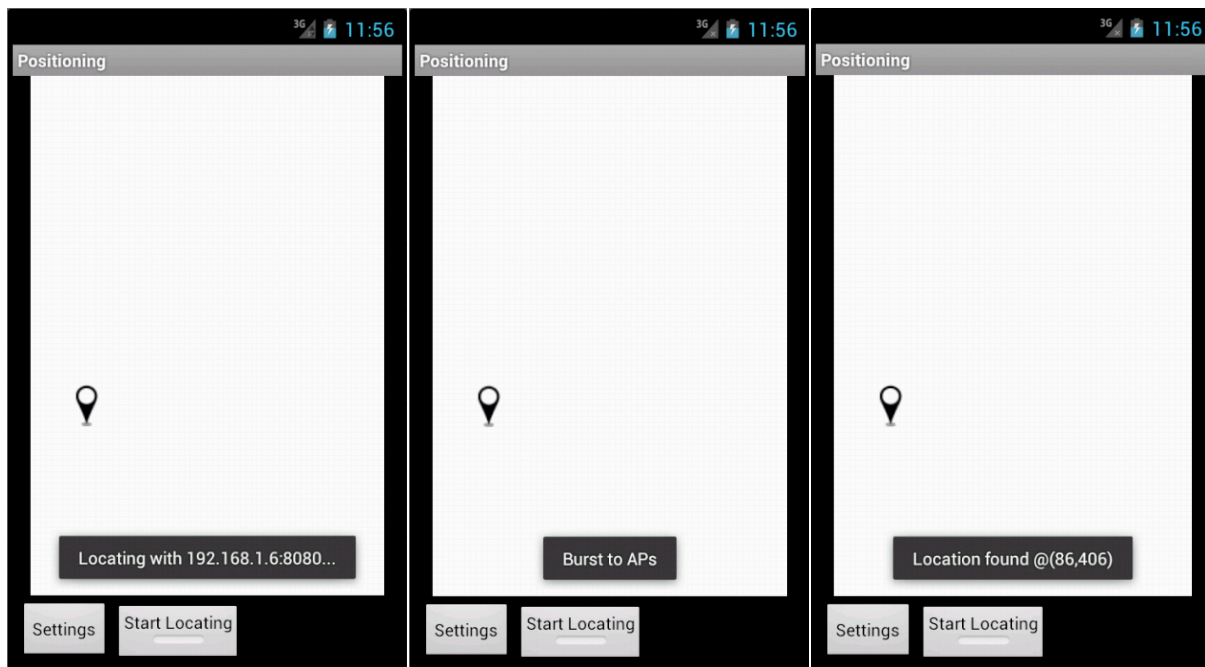 3G 11:56
Positioning
Locating with 192.168.1.6:8080...
Settings
Start Locating
3G 11:56
Positioning
Burst to APs
Settings
Start Locating
3G 11:56
Positioning
Location found @(86,406)
Settings
Start Locating